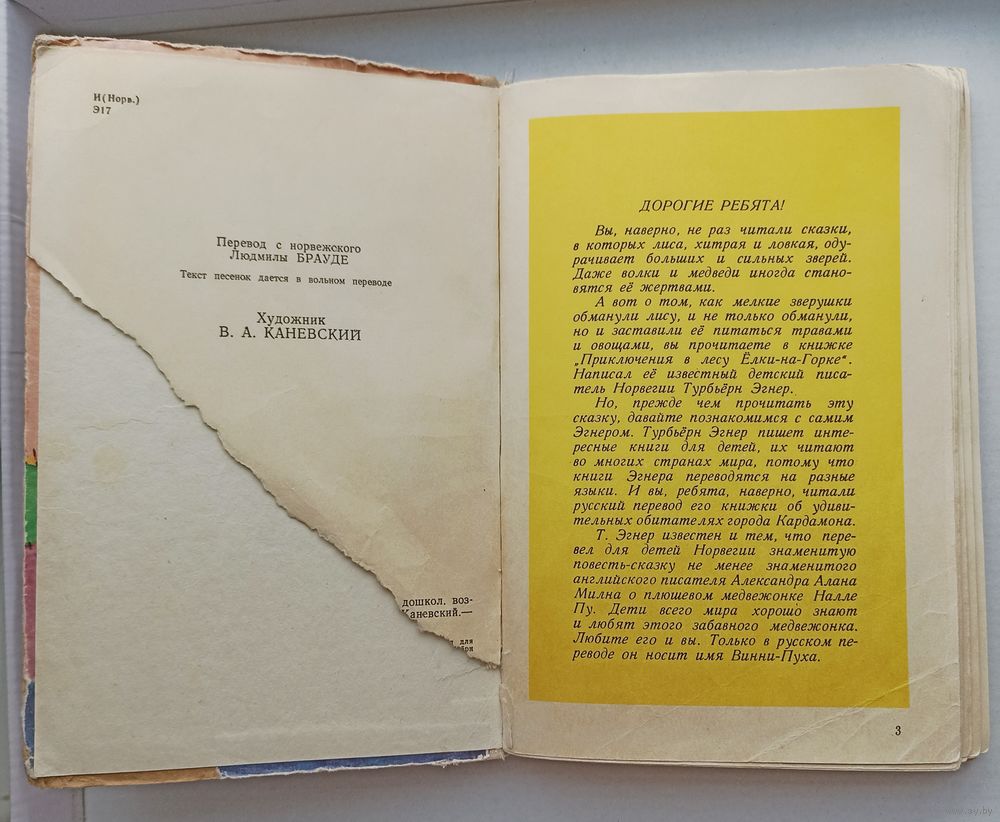 И(Норв.)
Э17
Перевод с норвежского
Людмилы БРАУДЕ
Текст песенок дается в вольном переводе
Художник
В. А. КАНЕВСКИЙ
дошкол. воз-
Каневский.—
для
ДОРОГИЕ РЕБЯТА!
Вы, наверно, не раз читали сказки,
в которых лиса, хитрая и ловкая, оду-
рачивает больших и сильных зверей.
Даже волки и медведи иногда стано-
вятся её жертвами.
А вот о том, как мелкие зверушки
обманули лису, и не только обманули,
но и заставили её питаться травами
и овощами, вы прочитаете в книжке
„Приключения в лесу Ёлки-на-Горке“.
Написал её известный детский писа-
тель Норвегии Турбьёрн Эгнер.
Но, прежде чем прочитать эту
сказку, давайте познакомимся с самим
Эгнером. Турбьёрн Эгнер пишет инте-
ресные книги для детей, их читают
во многих странах мира, потому что
книги Эгнера переводятся на разные
языки. И вы, ребята, наверно, читали
русский перевод его книжки об удиви-
тельных обитателях города Кардамона.
Т. Эгнер известен и тем, что пере-
вел для детей Норвегии знаменитую
повесть-сказку не менее знаменитого
английского писателя Александра Алана
Милна о плюшевом медвежонке Налле
Пу. Дети всего мира хорошо знают
и любят этого забавного медвежонка.
Любите его и вы. Только в русском пе-
реводе он носит имя Винни-Пуха.
3
www.ay.by